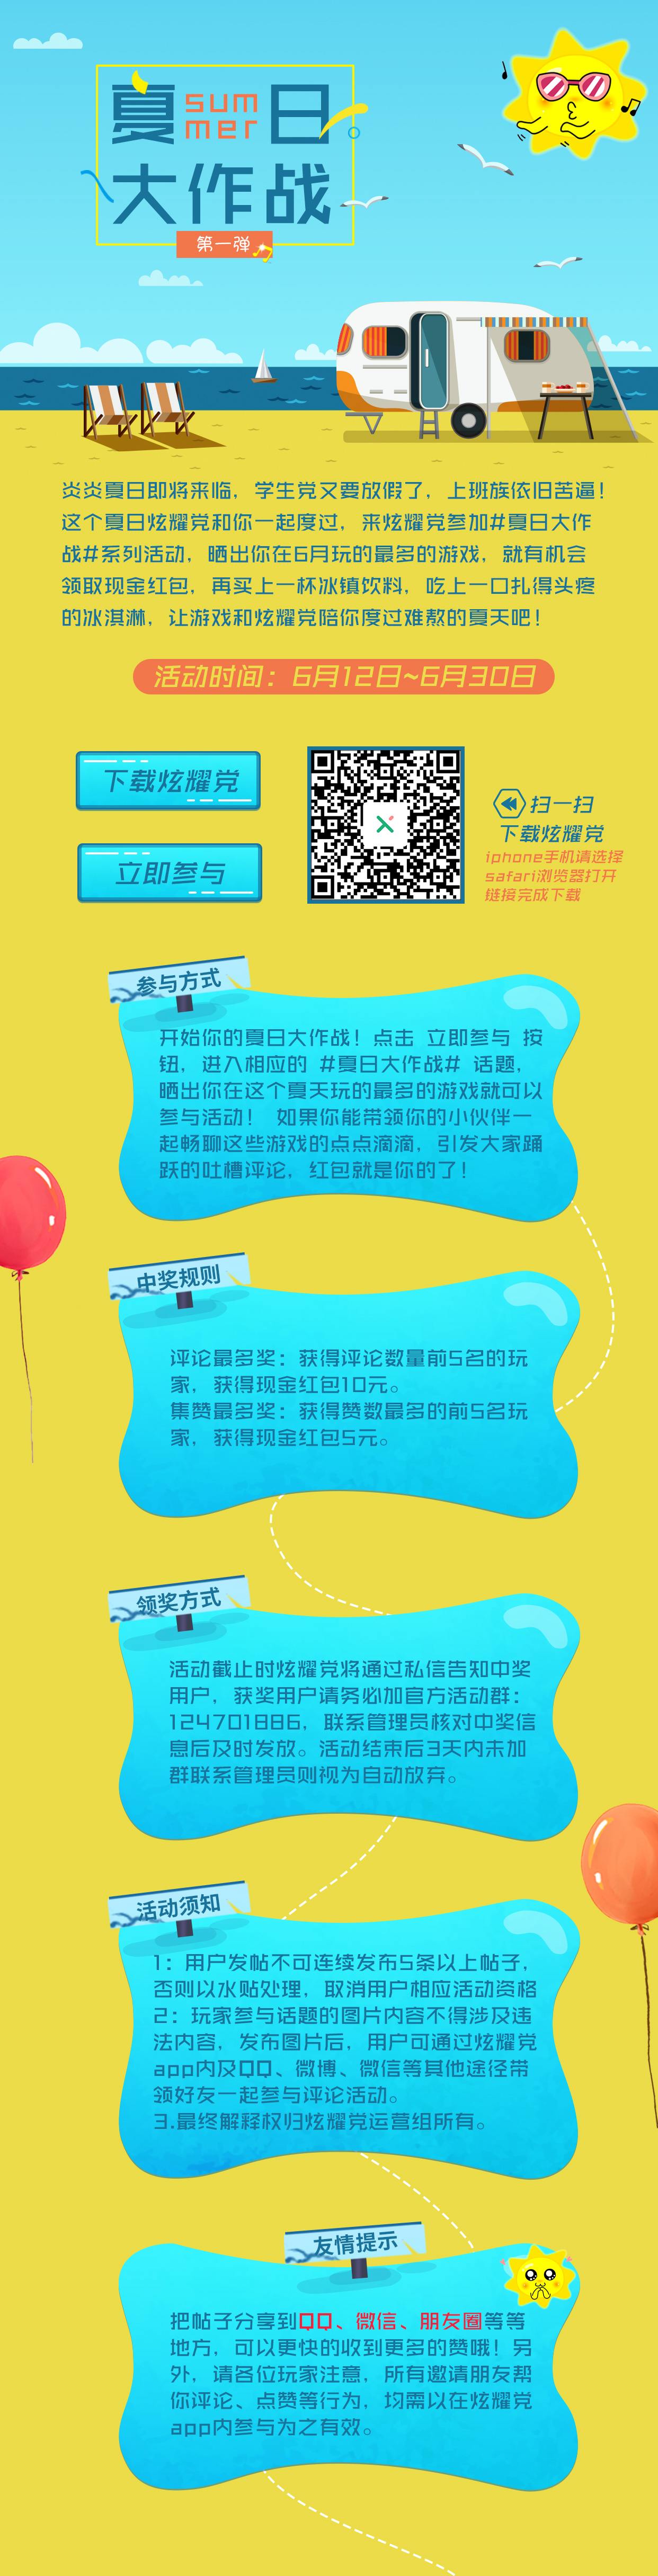 夏 summer 日
大作战
第一弹
炎炎夏日即将来临，学生党又要放假了，上班族依旧苦逼！
这个夏日炫耀党和你一起度过，来炫耀党参加#夏日大作
战#系列活动，晒出你在6月玩的最多的游戏，就有机会
领取现金红包，再买上一杯冰镇饮料，吃上一口扎得头疼
的冰淇淋，让游戏和炫耀党陪你度过难熬的夏天吧！
活动时间：6月12日~6月30日
下载炫耀党
立即参与
扫一扫
下载炫耀党
iphone手机请选择
safari浏览器打开
链接完成下载
参与方式
开始你的夏日大作战！点击 立即参与 按
钮，进入相应的 #夏日大作战# 话题，
晒出你在这个夏天玩的最多的游戏就可以
参与活动！ 如果你能带领你的小伙伴一
起畅聊这些游戏的点点滴滴，引发大家踊
跃的吐槽评论，红包就是你的了！
中奖规则
评论最多奖：获得评论数量前5名的玩
家，获得现金红包10元。
集赞最多奖：获得赞数最多的前5名玩
家，获得现金红包5元。
领奖方式
活动截止时炫耀党将通过私信告知中奖
用户，获奖用户请务必加官方活动群：
124701886，联系管理员核对中奖信
息后及时发放。活动结束后3天内未加
群联系管理员则视为自动放弃。
活动须知
1：用户发帖不可连续发布5条以上帖子，
否则以水贴处理，取消用户相应活动资格
2：玩家参与话题的图片内容不得涉及违
法内容，发布图片后，用户可通过炫耀党
app内及QQ、微博、微信等其他途径带
领好友一起参与评论活动。
3.最终解释权归炫耀党运营组所有。
友情提示
把帖子分享到QQ、微信、朋友圈等等
地方，可以更快的收到更多的赞哦！另
外，请各位玩家注意，所有邀请朋友帮
你评论、点赞等行为，均需以在炫耀党
app内参与为之有效。